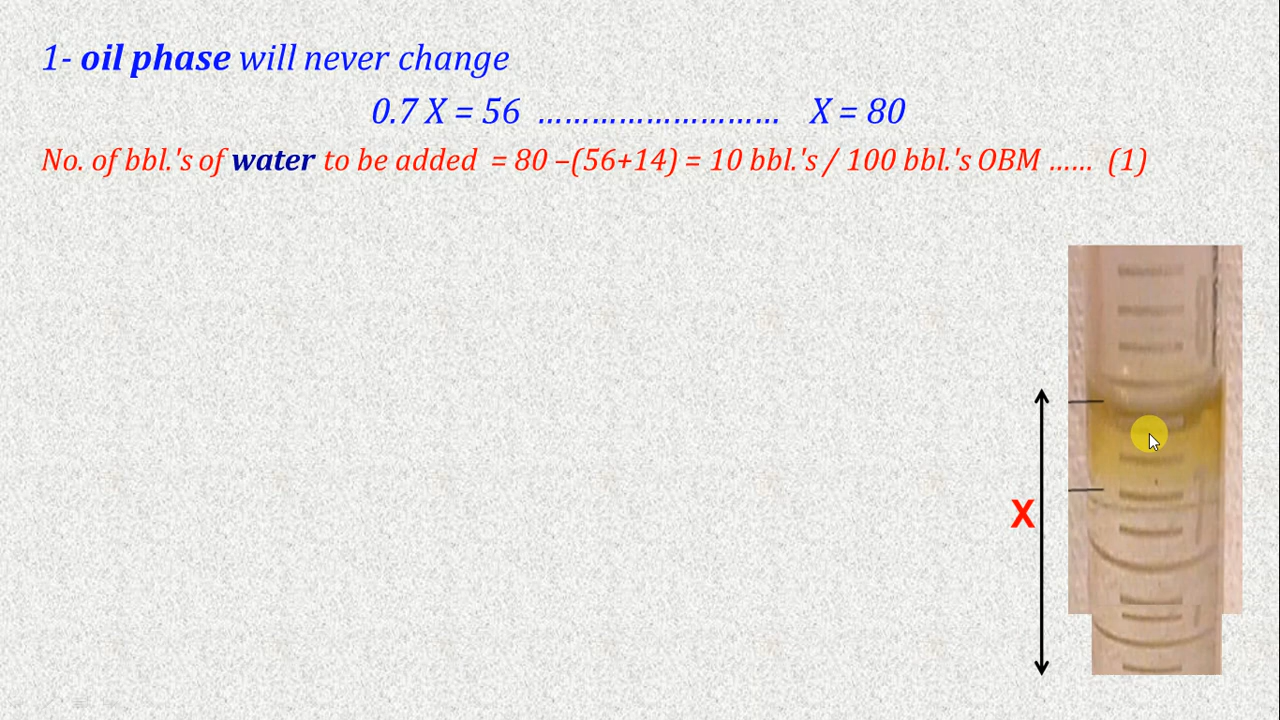 1- oil phase will never change
0.7 X = 56 ........................... X = 80
No. of bbl.'s of water to be added = 80 –(56+14) = 10 bbl.'s / 100 bbl.'s OBM ...... (1)
X